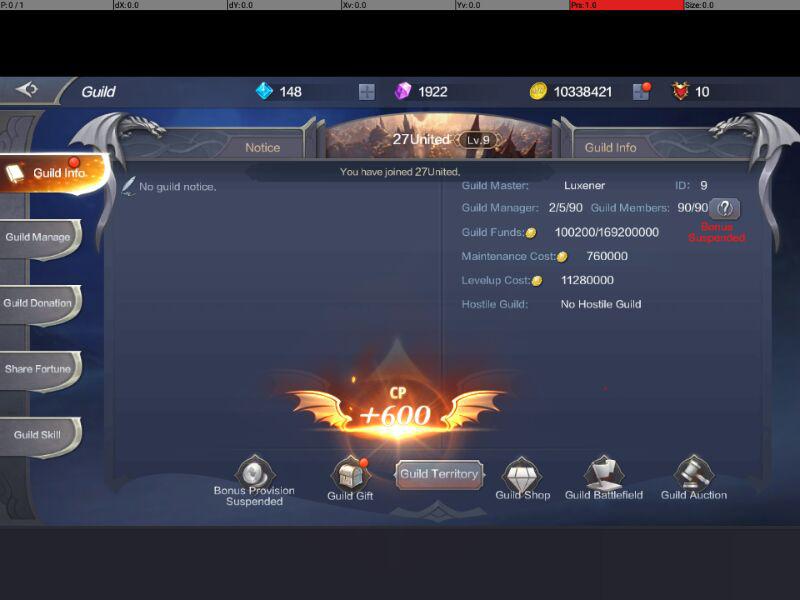 P: 0 / 1 dX: 0.0 dY: 0.0 Xv: 0.0 Yv: 0.0 Prs: 1.0 Size: 0.0
Guild 148 1922 10338421 10
27United Lv.9
Notice Guild Info
You have joined 27United.
Guild Info
Guild Manage
Guild Donation
Share Fortune
Guild Skill
No guild notice.
Guild Master: Luxener ID: 9
Guild Manager: 2/5/90 Guild Members: 90/90 ?
Guild Funds: 100200/169200000
Bonus
Suspended
Maintenance Cost: 760000
Levelup Cost: 11280000
Hostile Guild: No Hostile Guild
CP
+600
Bonus Provision
Suspended
Guild Gift
Guild Territory
Guild Shop
Guild Battlefield
Guild Auction